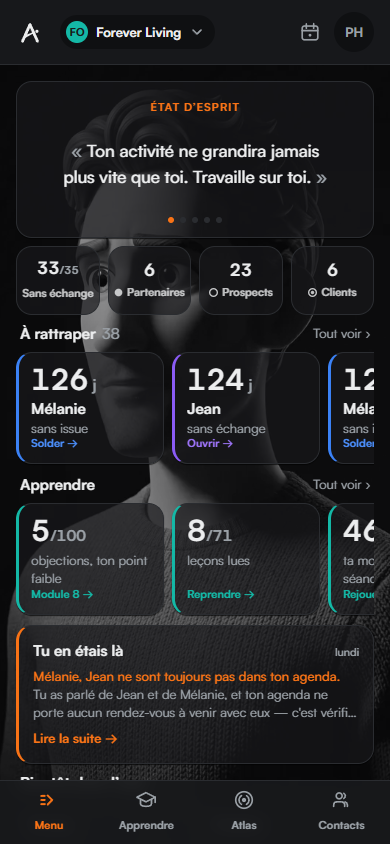 FO Forever Living PH
ÉTAT D'ESPRIT
« Ton activité ne grandira jamais
plus vite que toi. Travaille sur toi. »
33/35 6 23 6
Sans échange Partenaires Prospects Clients
À rattraper 38 Tout voir ›
126 j 124 j 12
Mélanie Jean Méla
sans issue sans échange sans i
Solder → Ouvrir → Solder
Apprendre Tout voir ›
5/100 8/71 46
objections, ton point leçons lues ta mo
faible séanc
Module 8 → Reprendre → Rejou
Tu en étais là lundi
Mélanie, Jean ne sont toujours pas dans ton agenda.
Tu as parlé de Jean et de Mélanie, et ton agenda ne
porte aucun rendez-vous à venir avec eux — c'est vérifi…
Lire la suite →
Menu Apprendre Atlas Contacts